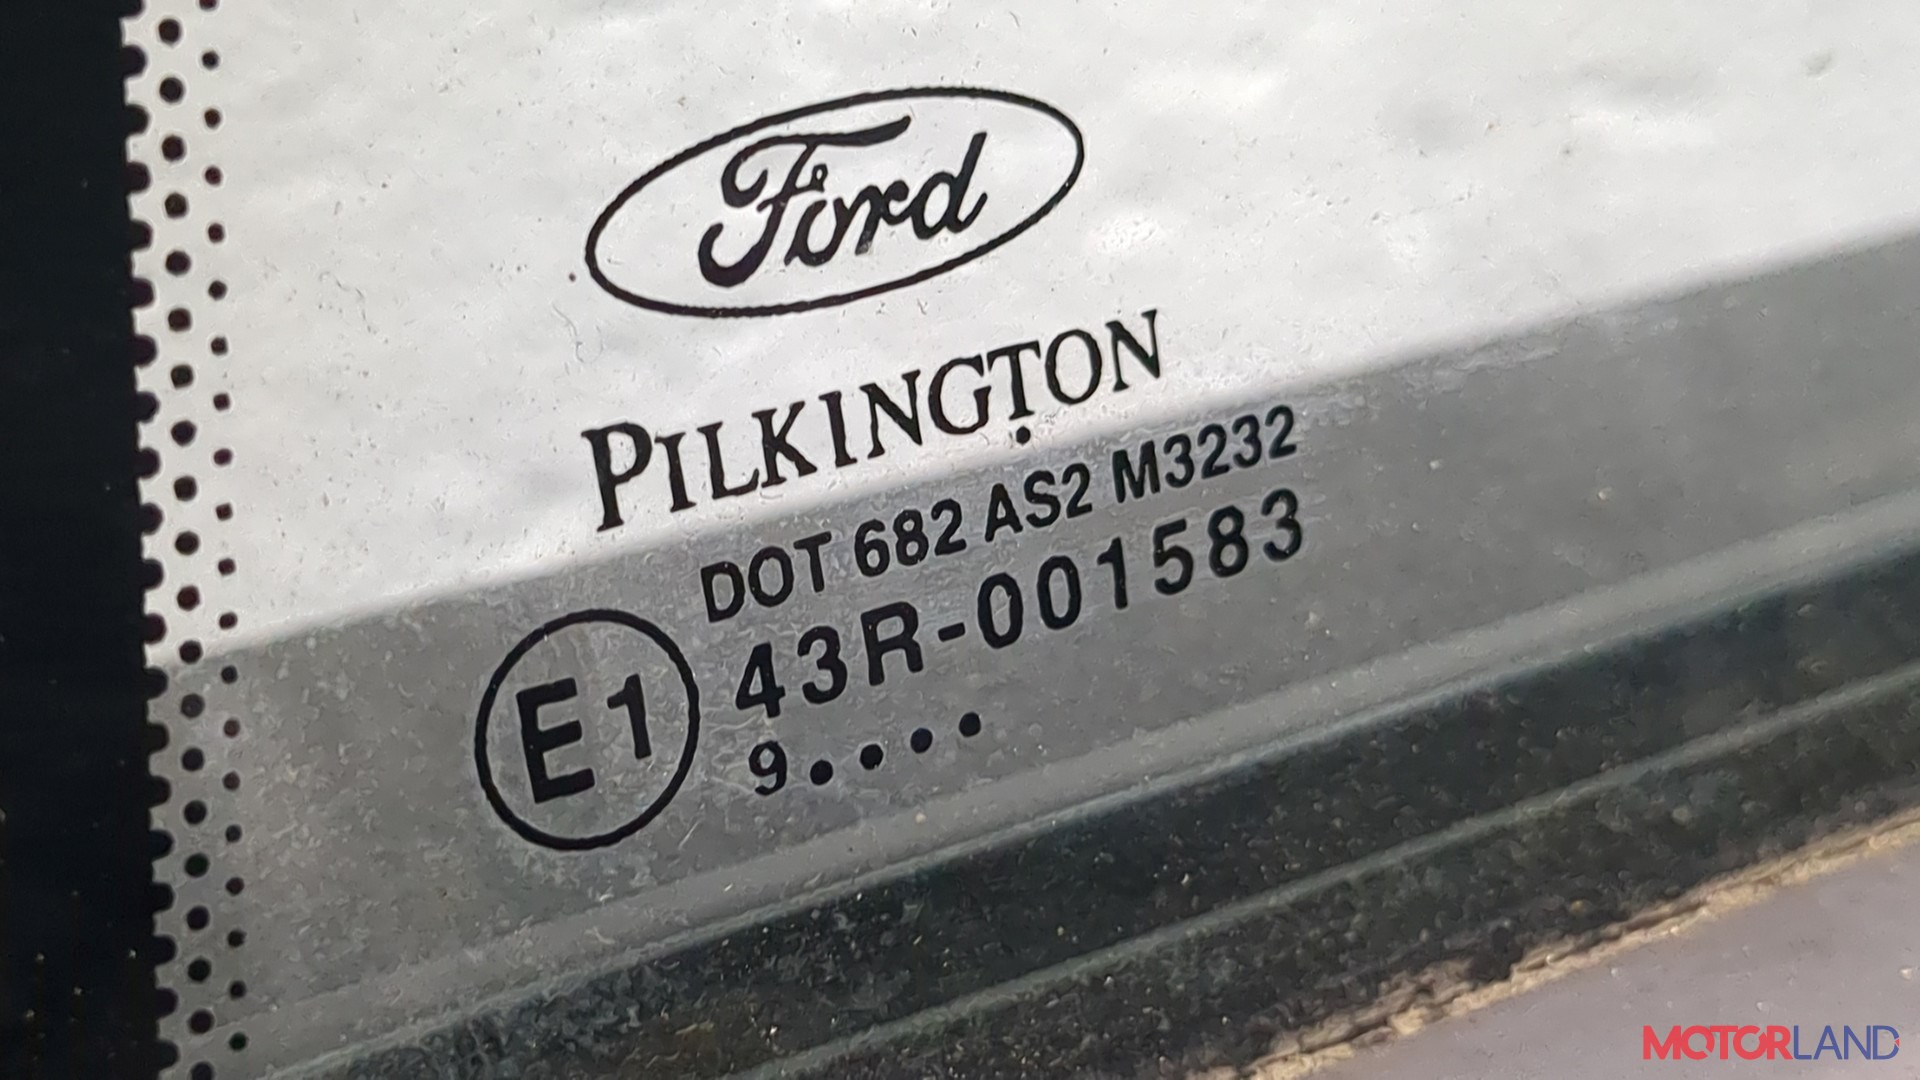 Ford
PILKINGTON
DOT 682 AS2 M3232
E1 43R-001583
9....
MOTORLAND